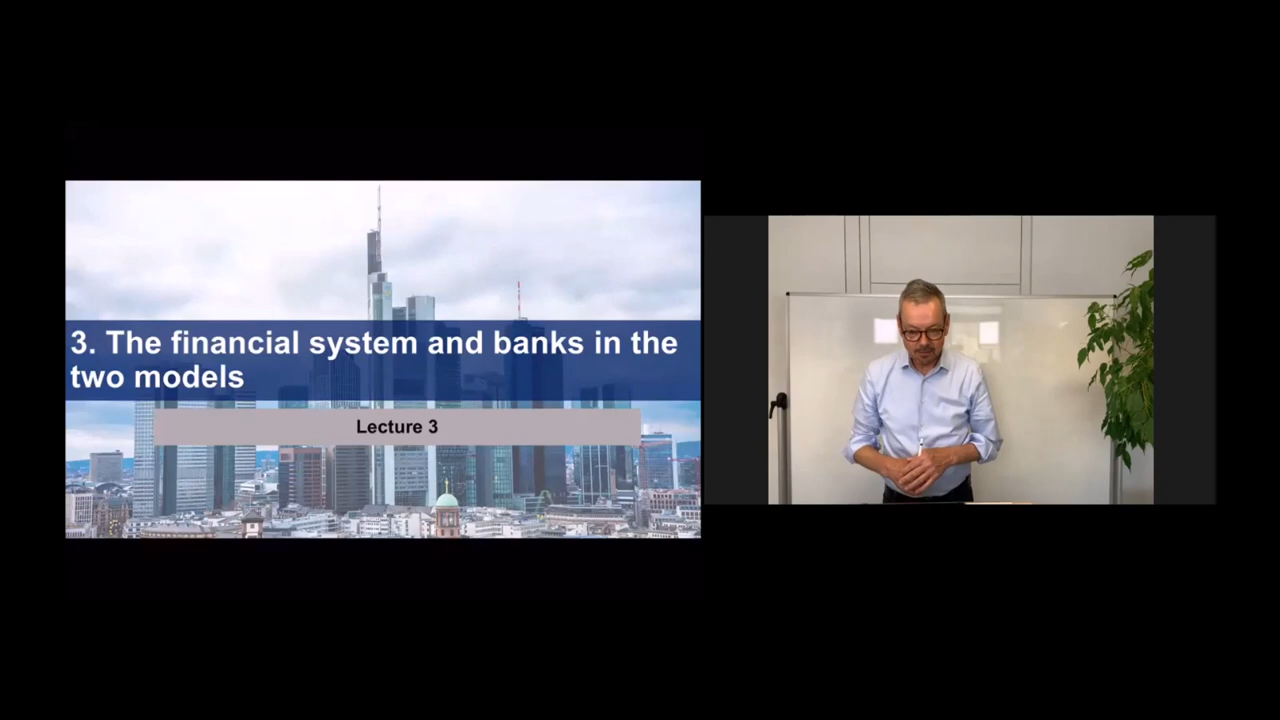 3. The financial system and banks in the
two models
Lecture 3